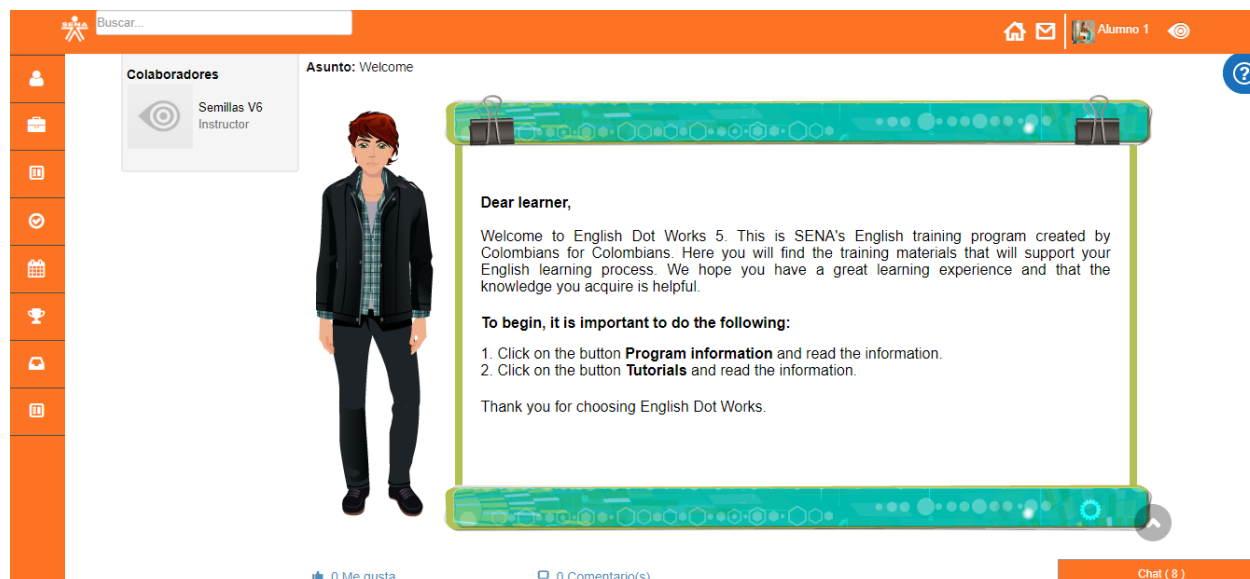 SENA
Buscar...
Alumno 1
Colaboradores
Semillas V6
Instructor
Asunto: Welcome
Dear learner,
Welcome to English Dot Works 5. This is SENA's English training program created by
Colombians for Colombians. Here you will find the training materials that will support your
English learning process. We hope you have a great learning experience and that the
knowledge you acquire is helpful.
To begin, it is important to do the following:
1. Click on the button Program information and read the information.
2. Click on the button Tutorials and read the information.
Thank you for choosing English Dot Works.
0 Me gusta
0 Comentario(s)
Chat ( 8 )